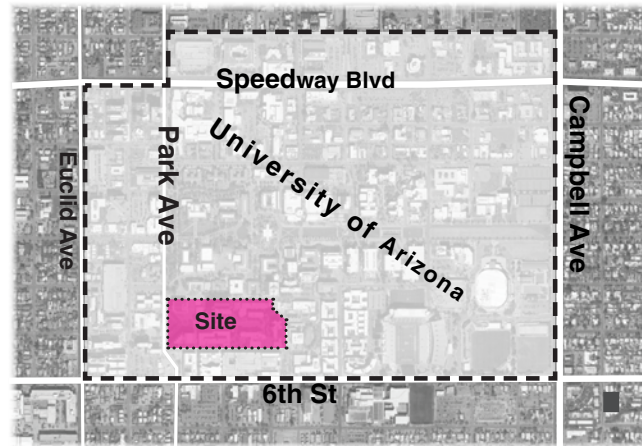 Speedway Blvd
University of Arizona
Park Ave
Euclid Ave
Campbell Ave
Site
6th St